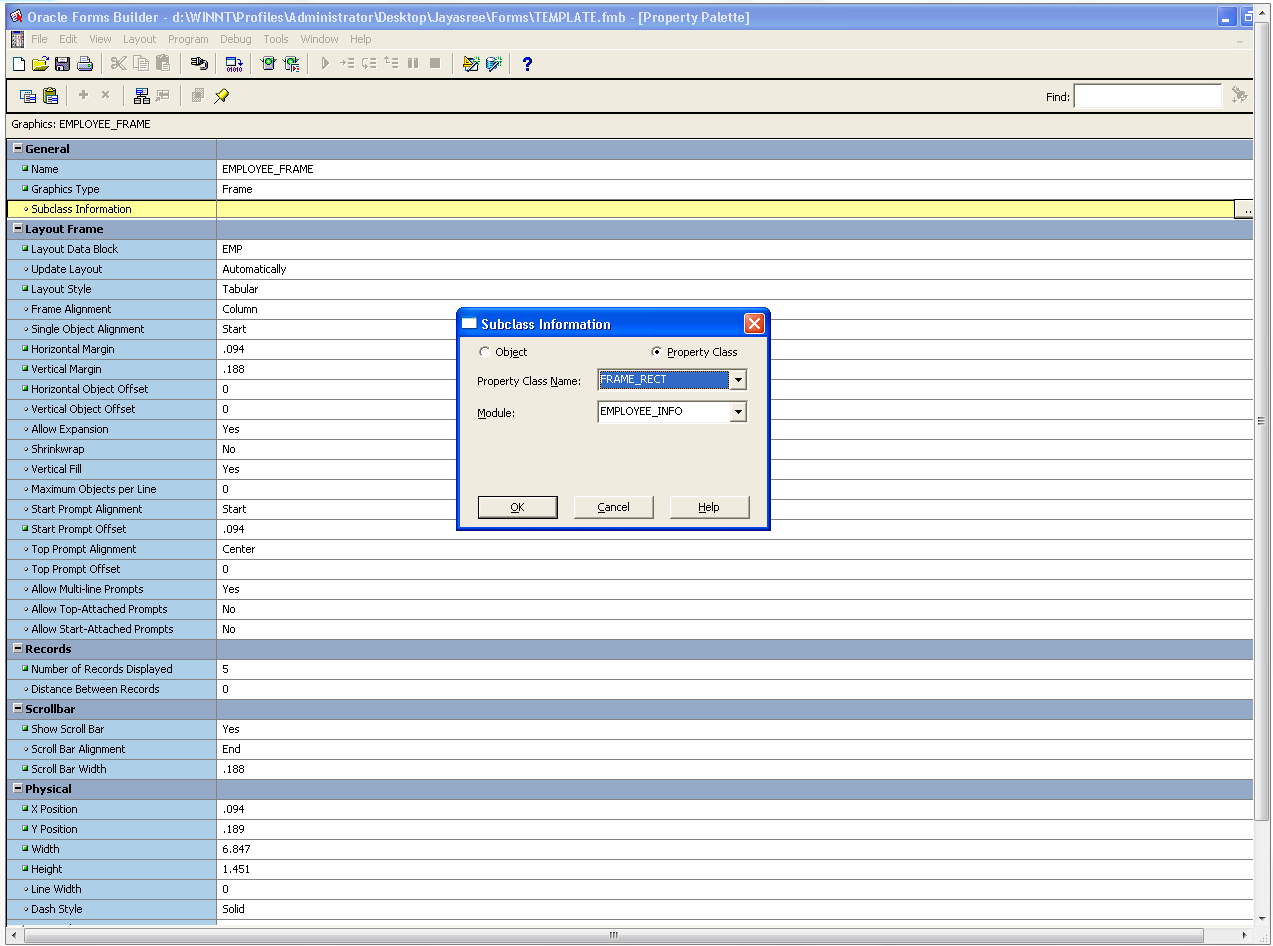 Oracle Forms Builder - d:\WINNT\Profiles\Administrator\Desktop\Jayasree\Forms\TEMPLATE.fmb - [Property Palette]
File Edit View Layout Program Debug Tools Window Help
Find:
Graphics: EMPLOYEE_FRAME
General
Name EMPLOYEE_FRAME
Graphics Type Frame
Subclass Information ...
Layout Frame
Layout Data Block EMP
Update Layout Automatically
Layout Style Tabular
Frame Alignment Column
Single Object Alignment Start
Horizontal Margin .094
Vertical Margin .188
Horizontal Object Offset 0
Vertical Object Offset 0
Allow Expansion Yes
Shrinkwrap No
Vertical Fill Yes
Maximum Objects per Line 0
Start Prompt Alignment Start
Start Prompt Offset .094
Top Prompt Alignment Center
Top Prompt Offset 0
Allow Multi-line Prompts Yes
Allow Top-Attached Prompts No
Allow Start-Attached Prompts No
Records
Number of Records Displayed 5
Distance Between Records 0
Scrollbar
Show Scroll Bar Yes
Scroll Bar Alignment End
Scroll Bar Width .188
Physical
X Position .094
Y Position .189
Width 6.847
Height 1.451
Line Width 0
Dash Style Solid
Subclass Information
Object Property Class
Property Class Name: FRAME_RECT
Module: EMPLOYEE_INFO
OK Cancel Help